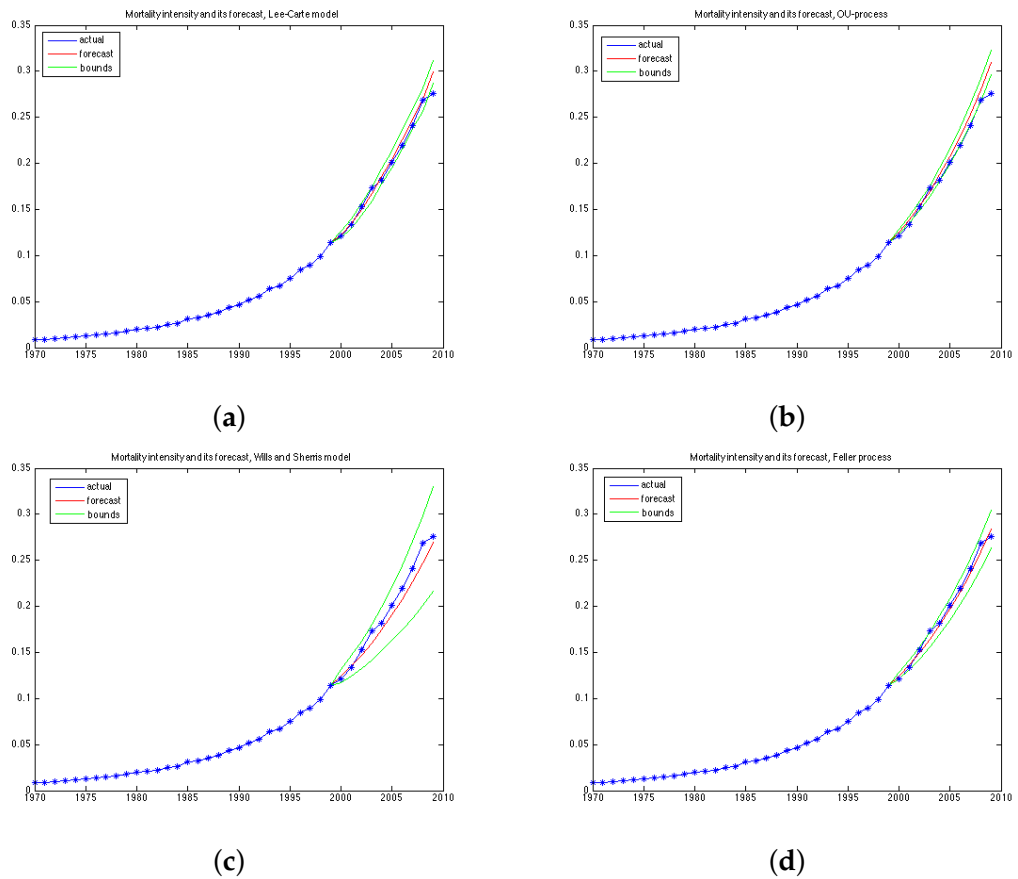 Mortality intensity and its forecast, Lee-Carte model
0.35
0.3
0.25
0.2
0.15
0.1
0.05
0
1970 1975 1980 1985 1990 1995 2000 2005 2010
actual
forecast
bounds
(a)
Mortality intensity and its forecast, OU-process
0.35
0.3
0.25
0.2
0.15
0.1
0.05
0
1970 1975 1980 1985 1990 1995 2000 2005 2010
actual
forecast
bounds
(b)
Mortality intensity and its forecast, Wills and Sherris model
0.35
0.3
0.25
0.2
0.15
0.1
0.05
0
1970 1975 1980 1985 1990 1995 2000 2005 2010
actual
forecast
bounds
(c)
Mortality intensity and its forecast, Feller process
0.35
0.3
0.25
0.2
0.15
0.1
0.05
0
1970 1975 1980 1985 1990 1995 2000 2005 2010
actual
forecast
bounds
(d)